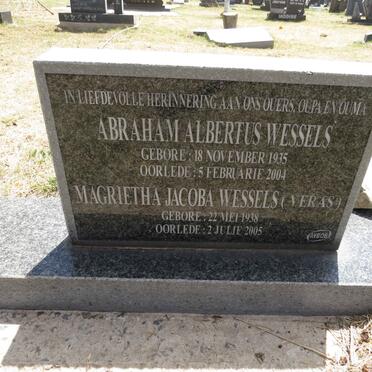 IN LIEFDEVOLLE HERINNERING AAN ONS OUERS, OUPA EN OUMA
ABRAHAM ALBERTUS WESSELS
GEBORE : 18 NOVEMBER 1935
OORLEDE : 5 FEBRUARIE 2004
MAGRIETHA JACOBA WESSELS ( VERAS )
GEBORE : 22 MEI 1938
OORLEDE : 2 JULIE 2005
AVBOB